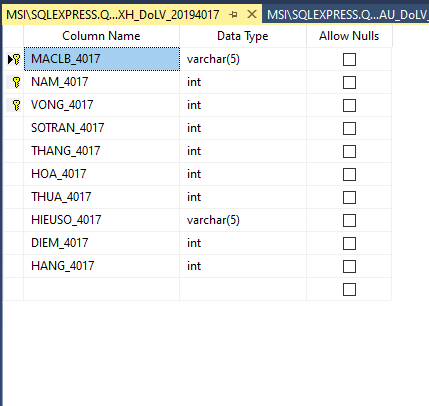 MSI\SQLEXPRESS.Q...XH_DoLV_20194017 MSI\SQLEXPRESS.Q...AU_DoLV_
Column Name Data Type Allow Nulls
MACLB_4017 varchar(5)
NAM_4017 int
VONG_4017 int
SOTRAN_4017 int
THANG_4017 int
HOA_4017 int
THUA_4017 int
HIEUSO_4017 varchar(5)
DIEM_4017 int
HANG_4017 int